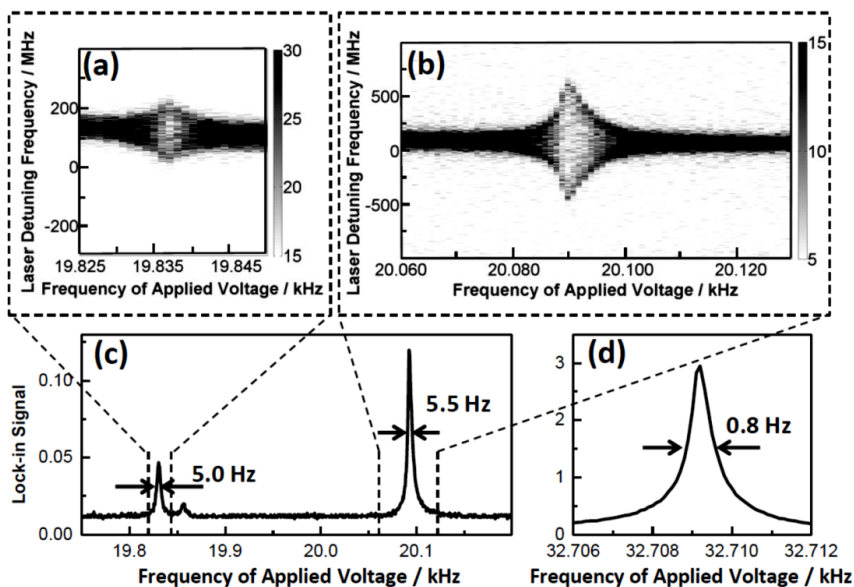 (a)
Laser Detuning Frequency / MHz
200
0
-200
30
25
20
15
19.825 19.835 19.845
Frequency of Applied Voltage / kHz
(b)
Laser Detuning Frequency / MHz
500
0
-500
15
10
5
20.060 20.080 20.100 20.120
Frequency of Applied Voltage / kHz
(c)
Lock-in Signal
0.10
0.05
0.00
5.0 Hz
5.5 Hz
19.8 19.9 20.0 20.1
Frequency of Applied Voltage / kHz
(d)
3
2
1
0
0.8 Hz
32.706 32.708 32.710 32.712
Frequency of Applied Voltage / kHz